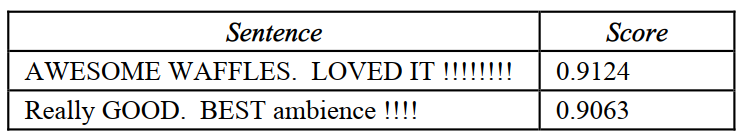 Sentence Score
AWESOME WAFFLES.  LOVED IT !!!!!!!! 0.9124
Really GOOD.  BEST ambience !!!! 0.9063